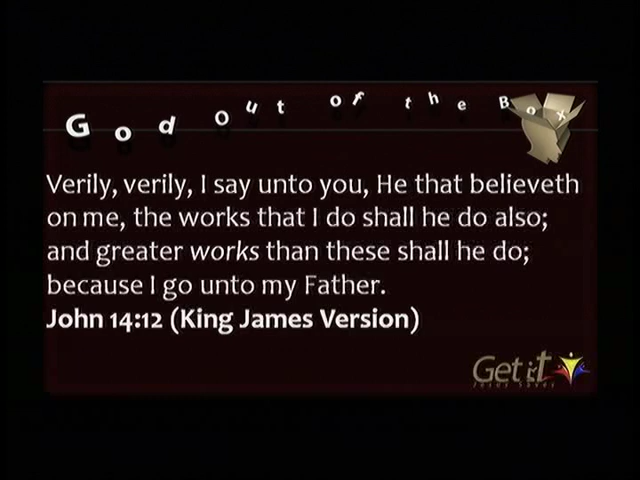 God Out of the Box
Verily, verily, I say unto you, He that believeth
on me, the works that I do shall he do also;
and greater works than these shall he do;
because I go unto my Father.
John 14:12 (King James Version)
Get iT
Jesus Saves